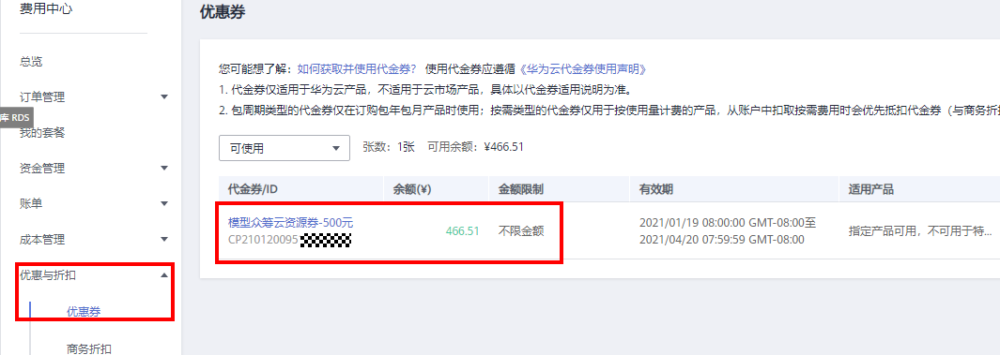 费用中心
总览
订单管理
库 RDS
我的套餐
资金管理
账单
成本管理
优惠与折扣
优惠券
商务折扣
优惠券
您可能想了解：如何获取并使用代金券？ 使用代金券应遵循《华为云代金券使用声明》
1. 代金券仅适用于华为云产品，不适用于云市场产品，具体以代金券适用说明为准。
2. 包周期类型的代金券仅在订购包年包月产品时使用；按需类型的代金券仅用于按使用量计费的产品，从账户中扣取按需费用时会优先抵扣代金券（与商务折
可使用 张数：1张 可用余额：¥466.51
代金券/ID 余额(¥) 金额限制 有效期 适用产品
模型众筹云资源券-500元 466.51 不限金额 2021/01/19 08:00:00 GMT-08:00至 指定产品可用，不可用于特...
CP210120095 2021/04/20 07:59:59 GMT-08:00